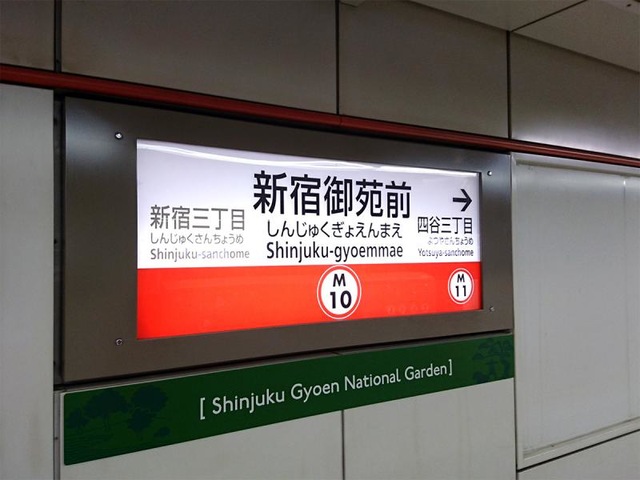 新宿御苑前
しんじゅくぎょえんまえ
Shinjuku-gyoemmae
新宿三丁目
しんじゅくさんちょうめ
Shinjuku-sanchome
→
四谷三丁目
よつやさんちょうめ
Yotsuya-sanchome
M
10
M
11
[ Shinjuku Gyoen National Garden ]